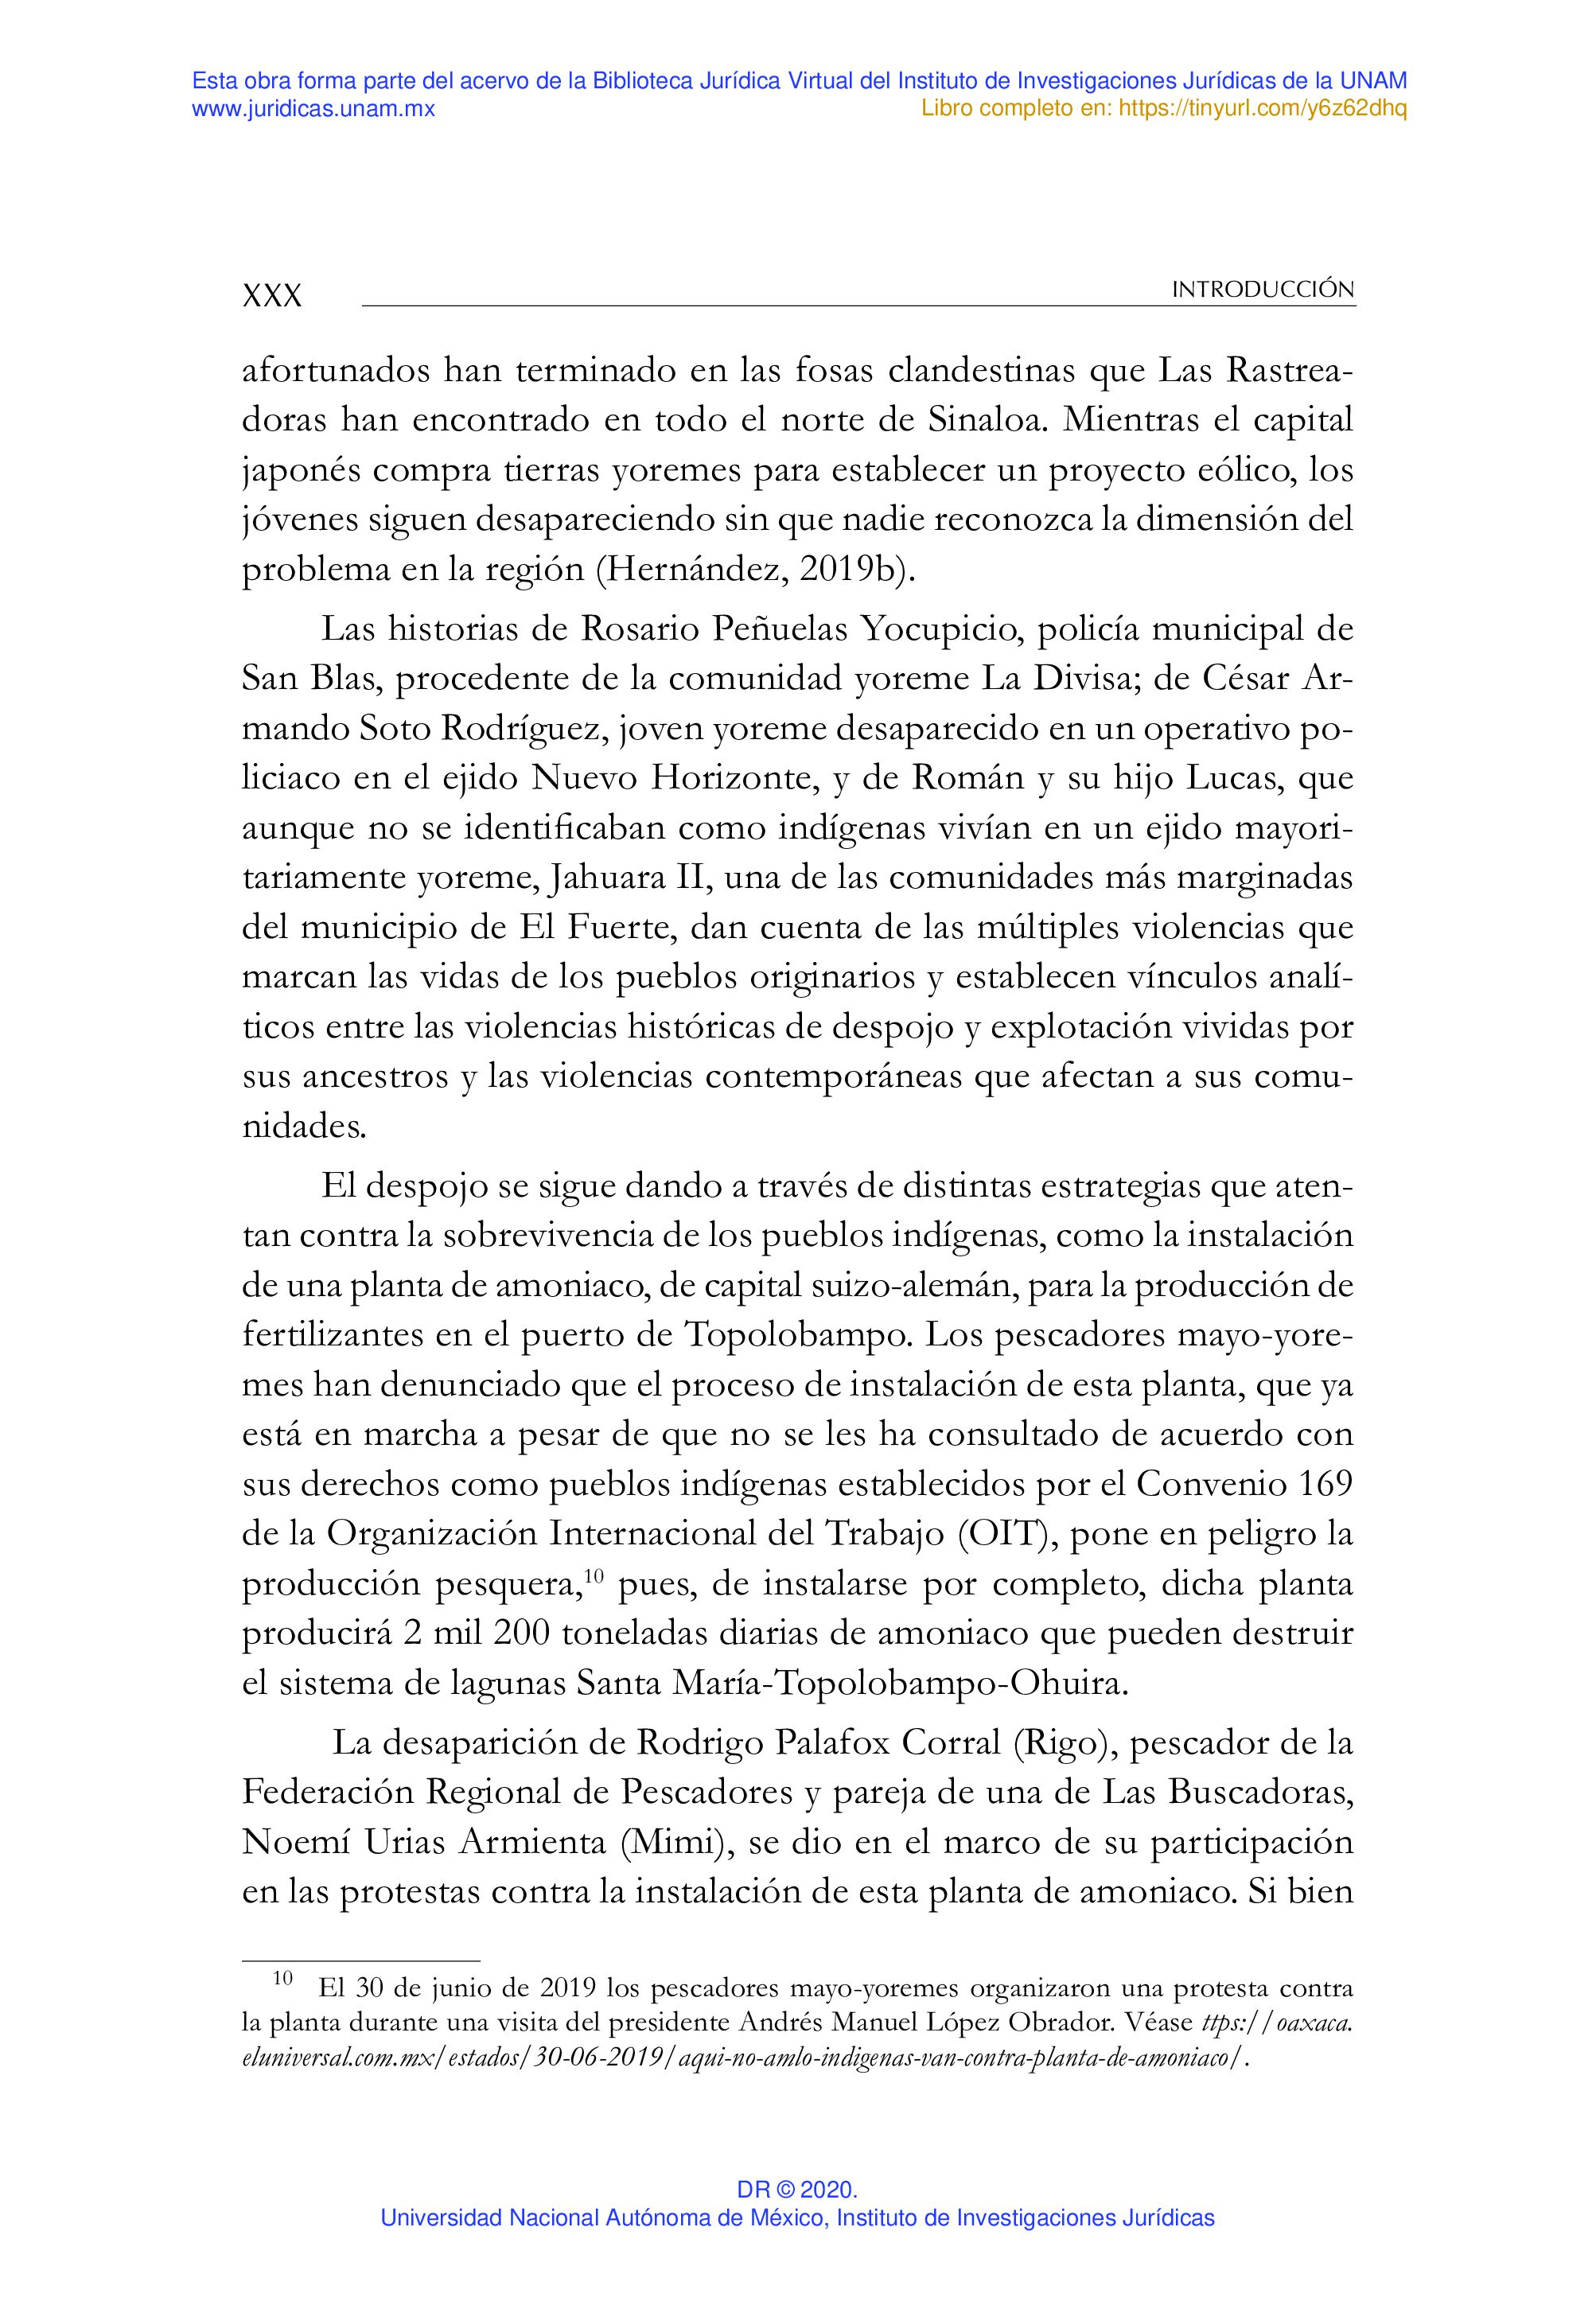 Esta obra forma parte del acervo de la Biblioteca Jurídica Virtual del Instituto de Investigaciones Jurídicas de la UNAM
www.juridicas.unam.mx Libro completo en: https://tinyurl.com/y6z62dhq
XXX INTRODUCCIÓN
afortunados han terminado en las fosas clandestinas que Las Rastrea-
doras han encontrado en todo el norte de Sinaloa. Mientras el capital
japonés compra tierras yoremes para establecer un proyecto eólico, los
jóvenes siguen desapareciendo sin que nadie reconozca la dimensión del
problema en la región (Hernández, 2019b).
Las historias de Rosario Peñuelas Yocupicio, policía municipal de
San Blas, procedente de la comunidad yoreme La Divisa; de César Ar-
mando Soto Rodríguez, joven yoreme desaparecido en un operativo po-
liciaco en el ejido Nuevo Horizonte, y de Román y su hijo Lucas, que
aunque no se identificaban como indígenas vivían en un ejido mayori-
tariamente yoreme, Jahuara II, una de las comunidades más marginadas
del municipio de El Fuerte, dan cuenta de las múltiples violencias que
marcan las vidas de los pueblos originarios y establecen vínculos analí-
ticos entre las violencias históricas de despojo y explotación vividas por
sus ancestros y las violencias contemporáneas que afectan a sus comu-
nidades.
El despojo se sigue dando a través de distintas estrategias que aten-
tan contra la sobrevivencia de los pueblos indígenas, como la instalación
de una planta de amoniaco, de capital suizo-alemán, para la producción de
fertilizantes en el puerto de Topolobampo. Los pescadores mayo-yore-
mes han denunciado que el proceso de instalación de esta planta, que ya
está en marcha a pesar de que no se les ha consultado de acuerdo con
sus derechos como pueblos indígenas establecidos por el Convenio 169
de la Organización Internacional del Trabajo (OIT), pone en peligro la
producción pesquera,10 pues, de instalarse por completo, dicha planta
producirá 2 mil 200 toneladas diarias de amoniaco que pueden destruir
el sistema de lagunas Santa María-Topolobampo-Ohuira.
La desaparición de Rodrigo Palafox Corral (Rigo), pescador de la
Federación Regional de Pescadores y pareja de una de Las Buscadoras,
Noemí Urias Armienta (Mimi), se dio en el marco de su participación
en las protestas contra la instalación de esta planta de amoniaco. Si bien
10 El 30 de junio de 2019 los pescadores mayo-yoremes organizaron una protesta contra
la planta durante una visita del presidente Andrés Manuel López Obrador. Véase ttps://oaxaca.
eluniversal.com.mx/estados/30-06-2019/aqui-no-amlo-indigenas-van-contra-planta-de-amoniaco/.
DR © 2020.
Universidad Nacional Autónoma de México, Instituto de Investigaciones Jurídicas